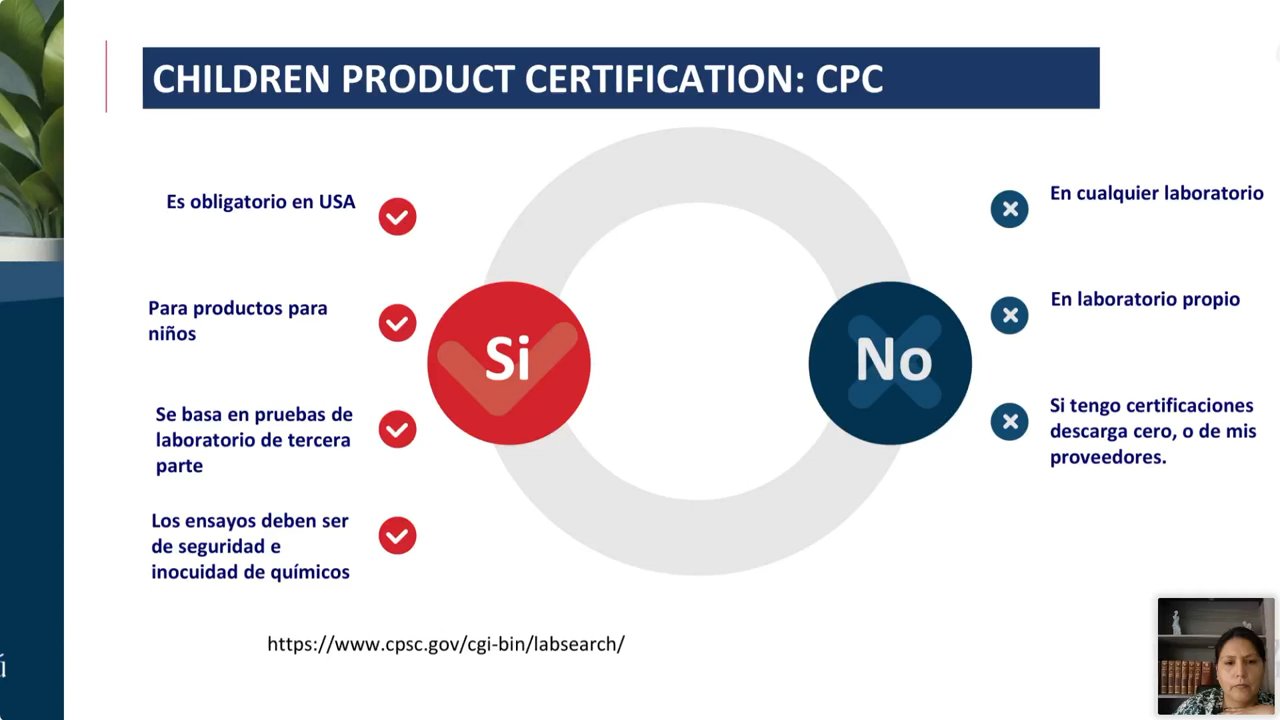 CHILDREN PRODUCT CERTIFICATION: CPC
Es obligatorio en USA
Para productos para
niños
Se basa en pruebas de
laboratorio de tercera
parte
Los ensayos deben ser
de seguridad e
inocuidad de químicos
Si
No
En cualquier laboratorio
En laboratorio propio
Si tengo certificaciones
descarga cero, o de mis
proveedores.
https://www.cpsc.gov/cgi-bin/labsearch/
ú